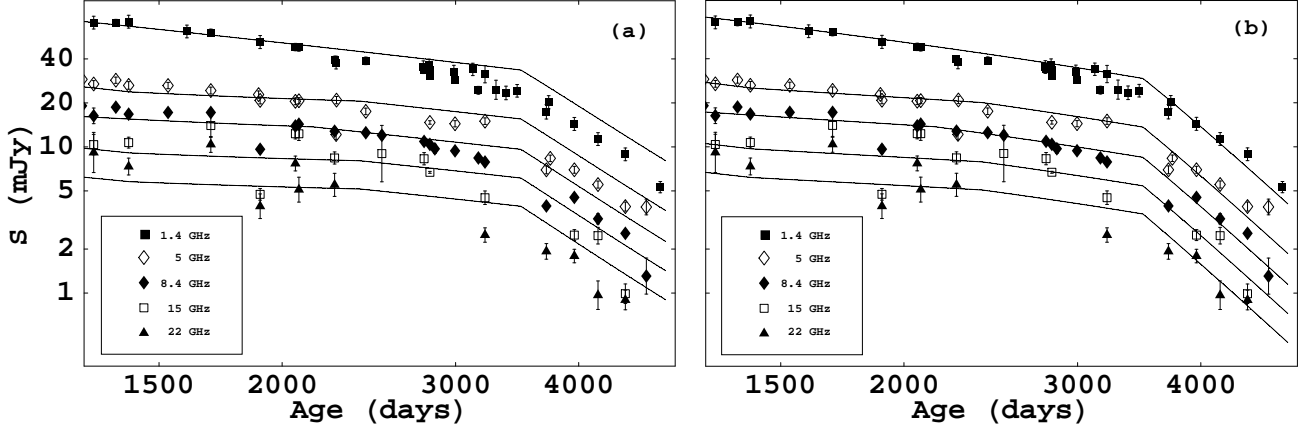 (a)
40
20
10
5
2
1
S (mJy)
1.4 GHz
5 GHz
8.4 GHz
15 GHz
22 GHz
1500 2000 3000 4000
Age (days)
(b)
1.4 GHz
5 GHz
8.4 GHz
15 GHz
22 GHz
1500 2000 3000 4000
Age (days)